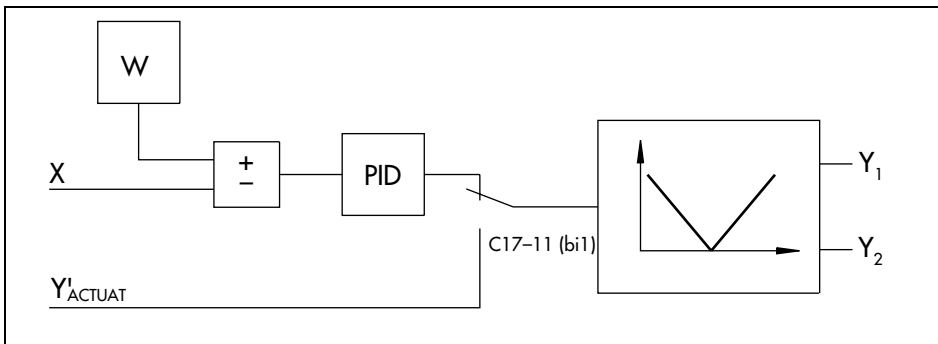 W
X
+
−
PID
C17–11 (bi1)
Y1
Y2
Y'ACTUAT